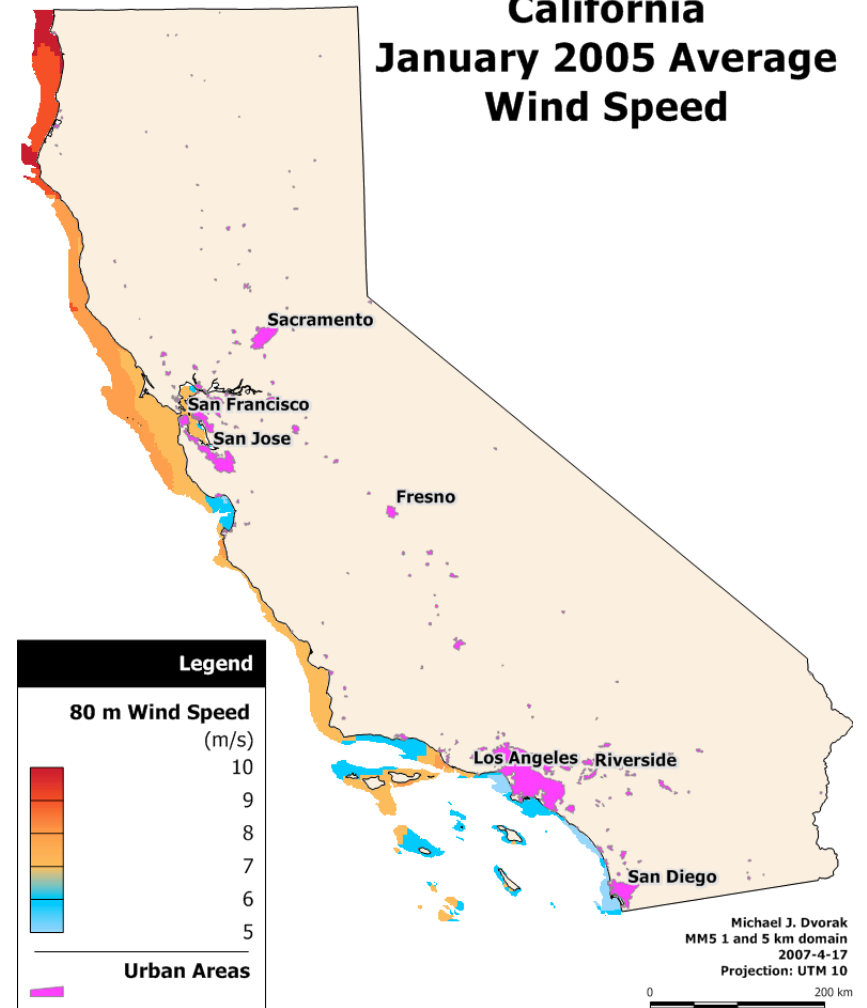 California
January 2005 Average
Wind Speed
Sacramento
San Francisco
San Jose
Fresno
Los Angeles
Riverside
San Diego
Legend
80 m Wind Speed
(m/s)
10
9
8
7
6
5
Urban Areas
Michael J. Dvorak
MM5 1 and 5 km domain
2007-4-17
Projection: UTM 10
0
200 km